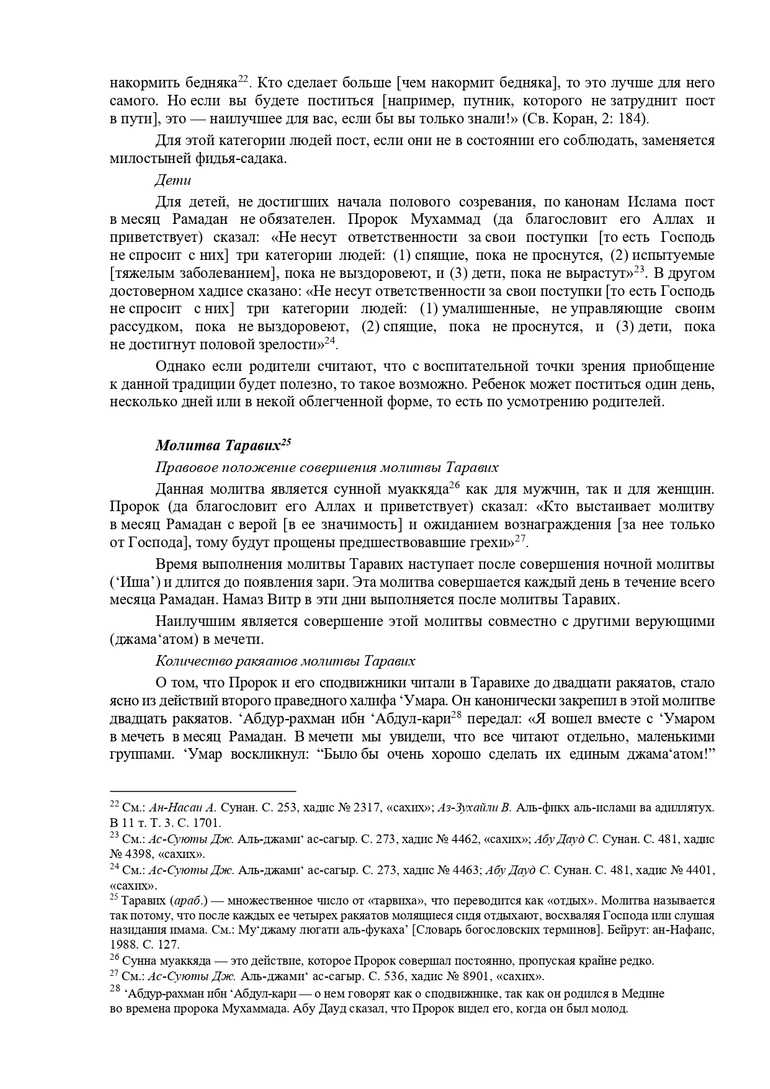 накормить бедняка²². Кто сделает больше [чем накормит бедняка], то это лучше для него
самого. Но если вы будете поститься [например, путник, которого не затруднит пост
в пути], это — наилучшее для вас, если бы вы только знали!» (Св. Коран, 2: 184).
Для этой категории людей пост, если они не в состоянии его соблюдать, заменяется
милостыней фидья-садака.
Дети
Для детей, не достигших начала полового созревания, по канонам Ислама пост
в месяц Рамадан не обязателен. Пророк Мухаммад (да благословит его Аллах и
приветствует) сказал: «Не несут ответственности за свои поступки [то есть Господь
не спросит с них] три категории людей: (1) спящие, пока не проснутся, (2) испытуемые
[тяжелым заболеванием], пока не выздоровеют, и (3) дети, пока не вырастут»²³. В другом
достоверном хадисе сказано: «Не несут ответственности за свои поступки [то есть Господь
не спросит с них] три категории людей: (1) умалишенные, не управляющие своим
рассудком, пока не выздоровеют, (2) спящие, пока не проснутся, и (3) дети, пока
не достигнут половой зрелости»²⁴.
Однако если родители считают, что с воспитательной точки зрения приобщение
к данной традиции будет полезно, то такое возможно. Ребенок может поститься один день,
несколько дней или в некой облегченной форме, то есть по усмотрению родителей.
Молитва Таравих²⁵
Правовое положение совершения молитвы Таравих
Данная молитва является сунной муаккяда²⁶ как для мужчин, так и для женщин.
Пророк (да благословит его Аллах и приветствует) сказал: «Кто выстаивает молитву
в месяц Рамадан с верой [в ее значимость] и ожиданием вознаграждения [за нее только
от Господа], тому будут прощены предшествовавшие грехи»²⁷.
Время выполнения молитвы Таравих наступает после совершения ночной молитвы
(‘Иша’) и длится до появления зари. Эта молитва совершается каждый день в течение всего
месяца Рамадан. Намаз Витр в эти дни выполняется после молитвы Таравих.
Наилучшим является совершение этой молитвы совместно с другими верующими
(джама‘атом) в мечети.
Количество ракяатов молитвы Таравих
О том, что Пророк и его сподвижники читали в Таравихе до двадцати ракяатов, стало
ясно из действий второго праведного халифа ‘Умара. Он канонически закрепил в этой молитве
двадцать ракяатов. ‘Абдур-рахман ибн ‘Абдул-кари²⁸ передал: «Я вошел вместе с ‘Умаром
в мечеть в месяц Рамадан. В мечети мы увидели, что все читают отдельно, маленькими
группами. ‘Умар воскликнул: “Было бы очень хорошо сделать их единым джама‘атом!”
²² См.: Ан-Насаи А. Сунан. С. 253, хадис № 2317, «сахих»; Аз-Зухайли В. Аль-фикх аль-ислами ва адиллятух.
В 11 т. Т. 3. С. 1701.
²³ См.: Ас-Суюты Дж. Аль-джами‘ ас-сагыр. С. 273, хадис № 4462, «сахих»; Абу Дауд С. Сунан. С. 481, хадис
№ 4398, «сахих».
²⁴ См.: Ас-Суюты Дж. Аль-джами‘ ас-сагыр. С. 273, хадис № 4463; Абу Дауд С. Сунан. С. 481, хадис № 4401,
«сахих».
²⁵ Таравих (араб.) — множественное число от «тарвиха», что переводится как «отдых». Молитва называется
так потому, что после каждых ее четырех ракяатов молящиеся сидя отдыхают, восхваляя Господа или слушая
назидания имама. См.: Му‘джаму люгати аль-фукаха’ [Словарь богословских терминов]. Бейрут: ан-Нафаис,
1988. С. 127.
²⁶ Сунна муаккяда — это действие, которое Пророк совершал постоянно, пропуская крайне редко.
²⁷ См.: Ас-Суюты Дж. Аль-джами‘ ас-сагыр. С. 536, хадис № 8901, «сахих».
²⁸ ‘Абдур-рахман ибн ‘Абдул-кари — о нем говорят как о сподвижнике, так как он родился в Медине
во времена пророка Мухаммада. Абу Дауд сказал, что Пророк видел его, когда он был молод.